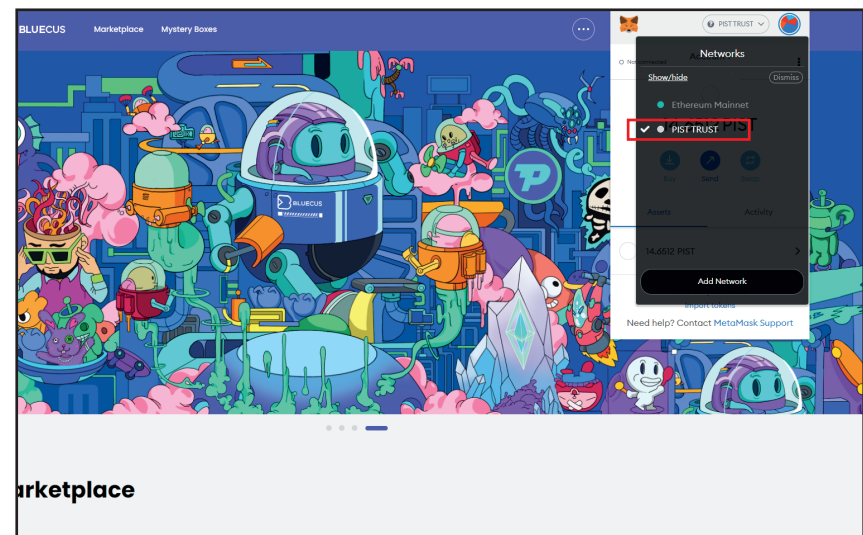 BLUECUS Marketplace Mystery Boxes
PIST TRUST
Networks
Show/hide Dismiss
Ethereum Mainnet
PIST TRUST
Buy Send Swap
Assets Activity
14.6512 PIST
Add Network
Import tokens
Need help? Contact MetaMask Support
BLUECUS
arketplace